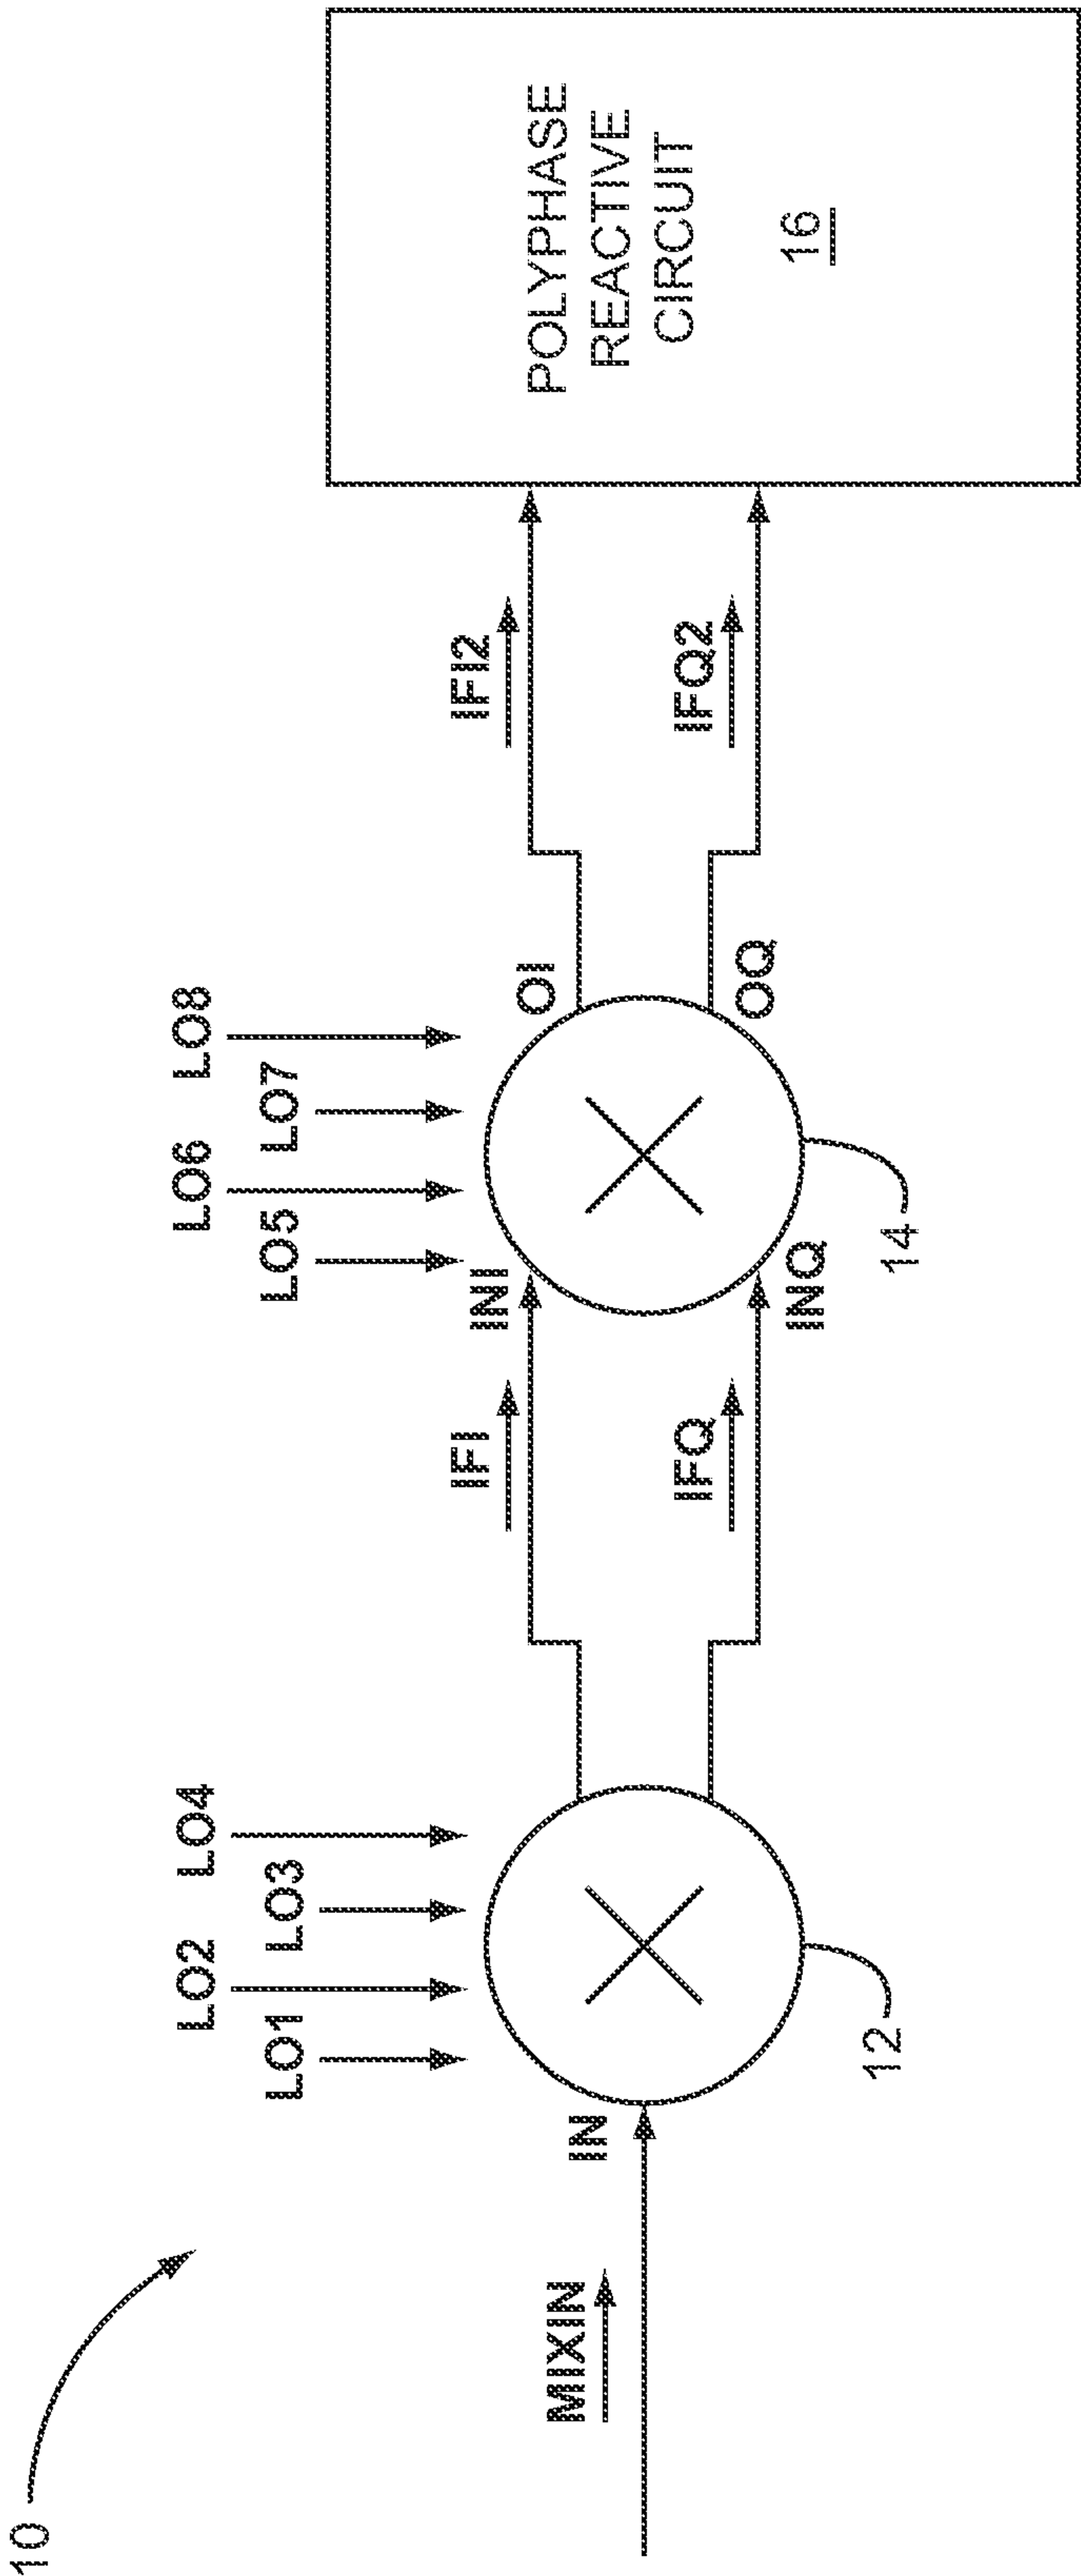 10
LO2
LO4
LO6
LO8
LO1
LO3
LO5
LO7
MIXIN
IN
IFI
IFQ
INI
INQ
OI
OQ
IFI2
IFQ2
12
14
POLYPHASE
REACTIVE
CIRCUIT
16